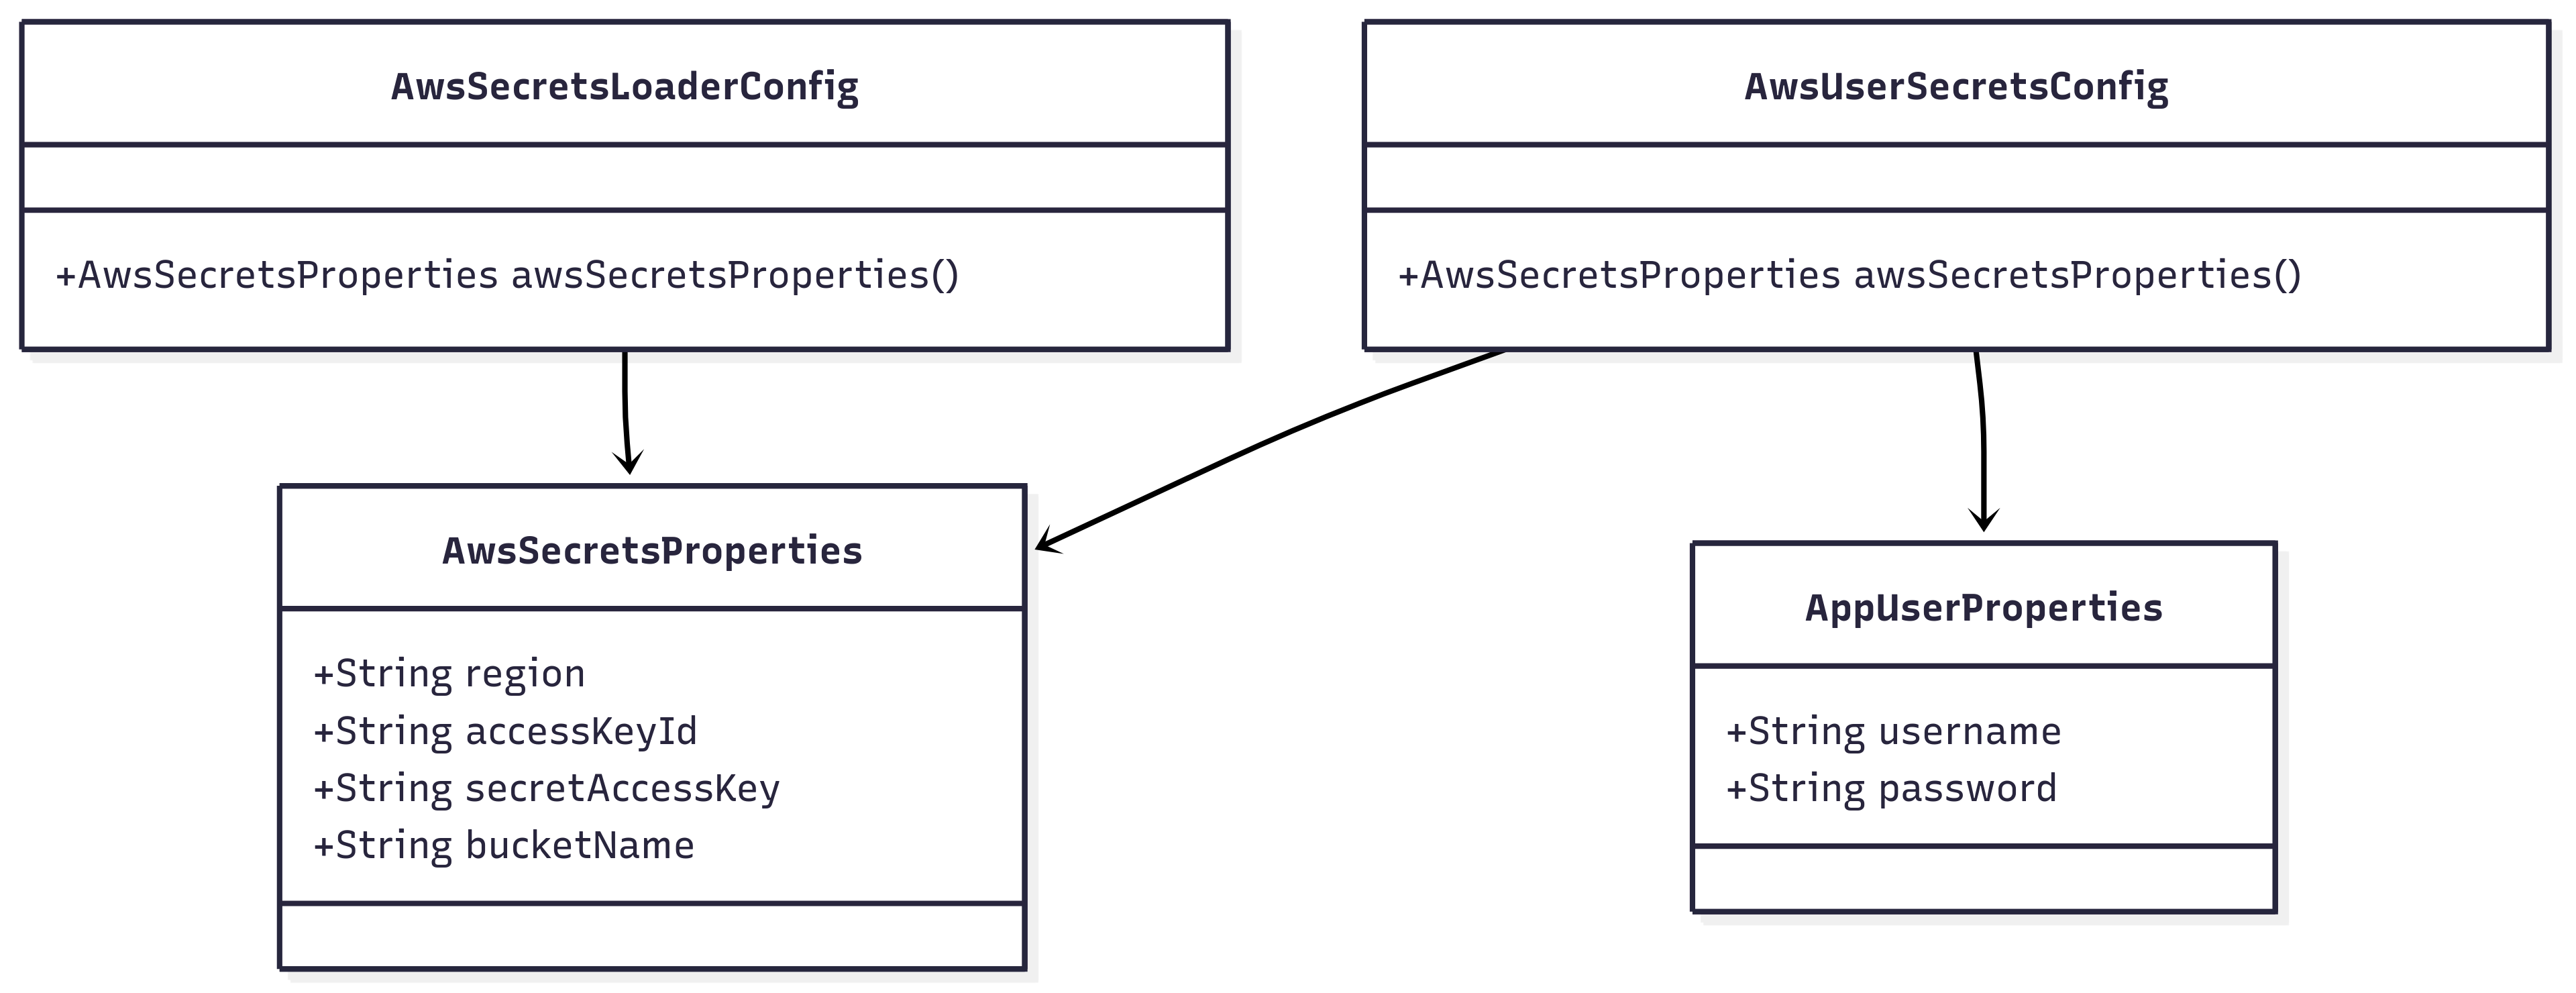 AwsSecretsLoaderConfig
+AwsSecretsProperties awsSecretsProperties()
AwsUserSecretsConfig
+AwsSecretsProperties awsSecretsProperties()
AwsSecretsProperties
+String region
+String accessKeyId
+String secretAccessKey
+String bucketName
AppUserProperties
+String username
+String password